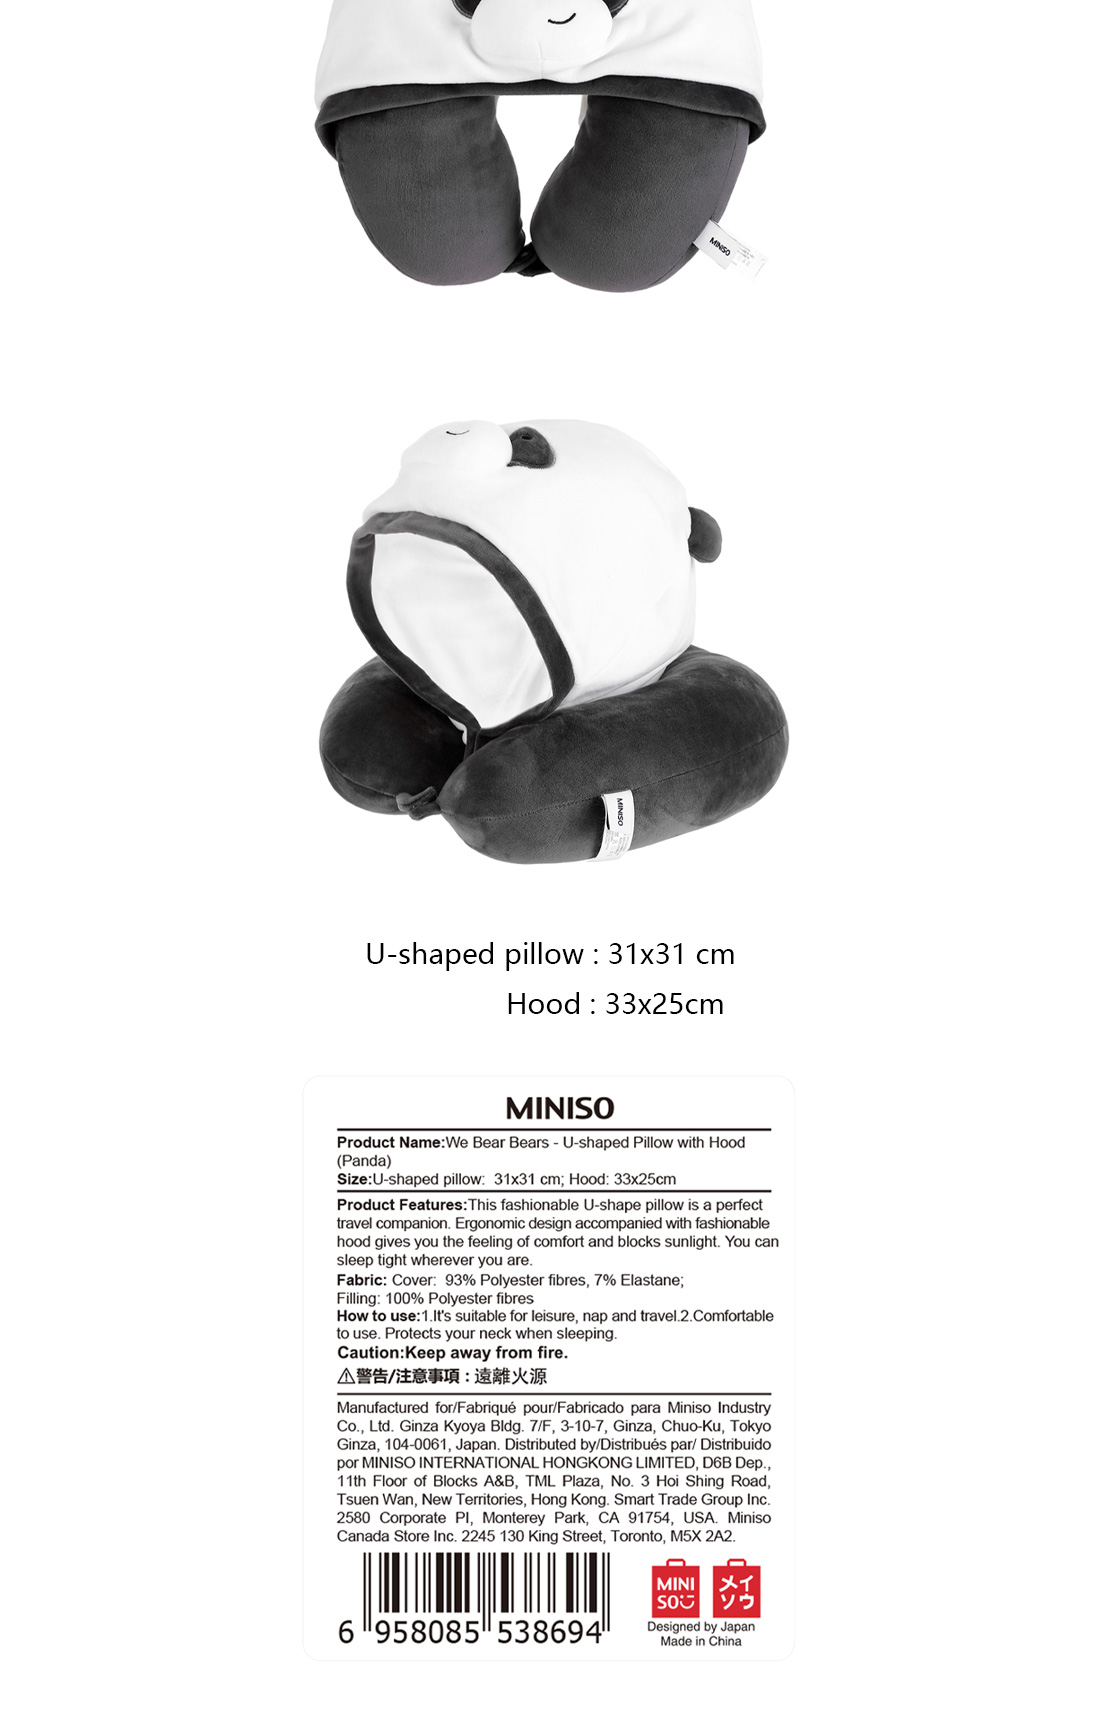 MINISO
MINISO
U-shaped pillow : 31x31 cm
Hood : 33x25cm
MINISO
Product Name:We Bear Bears - U-shaped Pillow with Hood
(Panda)
Size:U-shaped pillow: 31x31 cm; Hood: 33x25cm
Product Features:This fashionable U-shape pillow is a perfect
travel companion. Ergonomic design accompanied with fashionable
hood gives you the feeling of comfort and blocks sunlight. You can
sleep tight wherever you are.
Fabric: Cover: 93% Polyester fibres, 7% Elastane;
Filling: 100% Polyester fibres
How to use:1.It's suitable for leisure, nap and travel.2.Comfortable
to use. Protects your neck when sleeping.
Caution:Keep away from fire.
⚠警告/注意事項 : 遠離火源
Manufactured for/Fabriqué pour/Fabricado para Miniso Industry
Co., Ltd. Ginza Kyoya Bldg. 7/F, 3-10-7, Ginza, Chuo-Ku, Tokyo
Ginza, 104-0061, Japan. Distributed by/Distribués par/ Distribuido
por MINISO INTERNATIONAL HONGKONG LIMITED, D6B Dep.,
11th Floor of Blocks A&B, TML Plaza, No. 3 Hoi Shing Road,
Tsuen Wan, New Territories, Hong Kong. Smart Trade Group Inc.
2580 Corporate PI, Monterey Park, CA 91754, USA. Miniso
Canada Store Inc. 2245 130 King Street, Toronto, M5X 2A2.
6 958085 538694
MINI
SO
メイ
ソウ
Designed by Japan
Made in China